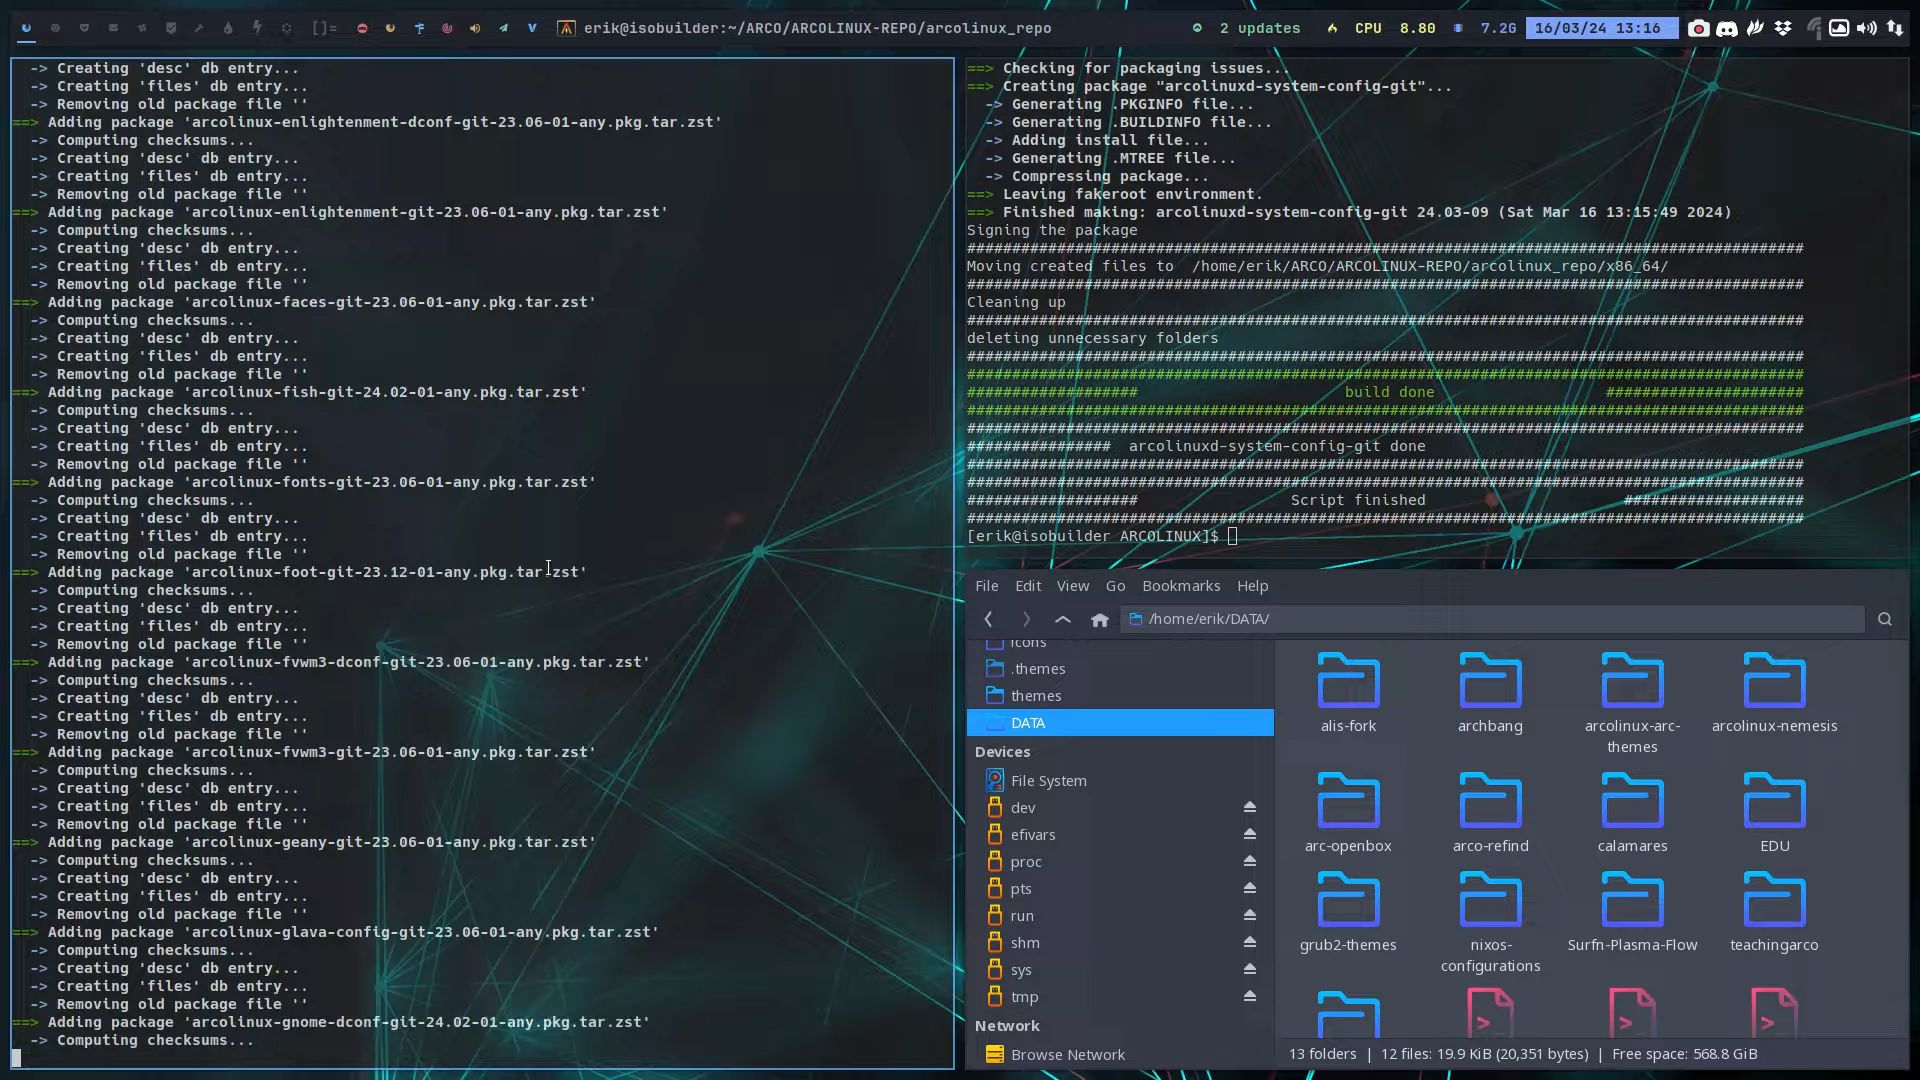 []=
erik@isobuilder:~/ARCO/ARCOLINUX-REPO/arcolinux_repo
2 updates
CPU 8.80
7.2G
16/03/24 13:16
-> Creating 'desc' db entry...
-> Creating 'files' db entry...
-> Removing old package file ''
==> Adding package 'arcolinux-enlightenment-dconf-git-23.06-01-any.pkg.tar.zst'
-> Computing checksums...
-> Creating 'desc' db entry...
-> Creating 'files' db entry...
-> Removing old package file ''
==> Adding package 'arcolinux-enlightenment-git-23.06-01-any.pkg.tar.zst'
-> Computing checksums...
-> Creating 'desc' db entry...
-> Creating 'files' db entry...
-> Removing old package file ''
==> Adding package 'arcolinux-faces-git-23.06-01-any.pkg.tar.zst'
-> Computing checksums...
-> Creating 'desc' db entry...
-> Creating 'files' db entry...
-> Removing old package file ''
==> Adding package 'arcolinux-fish-git-24.02-01-any.pkg.tar.zst'
-> Computing checksums...
-> Creating 'desc' db entry...
-> Creating 'files' db entry...
-> Removing old package file ''
==> Adding package 'arcolinux-fonts-git-23.06-01-any.pkg.tar.zst'
-> Computing checksums...
-> Creating 'desc' db entry...
-> Creating 'files' db entry...
-> Removing old package file ''
==> Adding package 'arcolinux-foot-git-23.12-01-any.pkg.tar.zst'
-> Computing checksums...
-> Creating 'desc' db entry...
-> Creating 'files' db entry...
-> Removing old package file ''
==> Adding package 'arcolinux-fvwm3-dconf-git-23.06-01-any.pkg.tar.zst'
-> Computing checksums...
-> Creating 'desc' db entry...
-> Creating 'files' db entry...
-> Removing old package file ''
==> Adding package 'arcolinux-fvwm3-git-23.06-01-any.pkg.tar.zst'
-> Computing checksums...
-> Creating 'desc' db entry...
-> Creating 'files' db entry...
-> Removing old package file ''
==> Adding package 'arcolinux-geany-git-23.06-01-any.pkg.tar.zst'
-> Computing checksums...
-> Creating 'desc' db entry...
-> Creating 'files' db entry...
-> Removing old package file ''
==> Adding package 'arcolinux-glava-config-git-23.06-01-any.pkg.tar.zst'
-> Computing checksums...
-> Creating 'desc' db entry...
-> Creating 'files' db entry...
-> Removing old package file ''
==> Adding package 'arcolinux-gnome-dconf-git-24.02-01-any.pkg.tar.zst'
-> Computing checksums...
==> Checking for packaging issues...
==> Creating package "arcolinuxd-system-config-git"...
-> Generating .PKGINFO file...
-> Generating .BUILDINFO file...
-> Adding install file...
-> Generating .MTREE file...
-> Compressing package...
==> Leaving fakeroot environment.
==> Finished making: arcolinuxd-system-config-git 24.03-09 (Sat Mar 16 13:15:49 2024)
Signing the package
#############################################################################################
Moving created files to  /home/erik/ARCO/ARCOLINUX-REPO/arcolinux_repo/x86_64/
#############################################################################################
Cleaning up
#############################################################################################
deleting unnecessary folders
#############################################################################################
#############################################################################################
################### build done ######################
#############################################################################################
#############################################################################################
################ arcolinuxd-system-config-git done
#############################################################################################
#############################################################################################
################### Script finished ####################
#############################################################################################
[erik@isobuilder ARCOLINUX]$
File Edit View Go Bookmarks Help
/home/erik/DATA/
icons
.themes
themes
DATA
Devices
File System
dev
efivars
proc
pts
run
shm
sys
tmp
Network
Browse Network
alis-fork
archbang
arcolinux-arc-
themes
arcolinux-nemesis
arc-openbox
arco-refind
calamares
EDU
grub2-themes
nixos-
configurations
Surfn-Plasma-Flow
teachingarco
13 folders | 12 files: 19.9 KiB (20,351 bytes) | Free space: 568.8 GiB